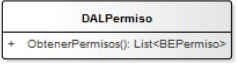 DALPermiso
+ ObtenerPermisos(): List<BEPermiso>